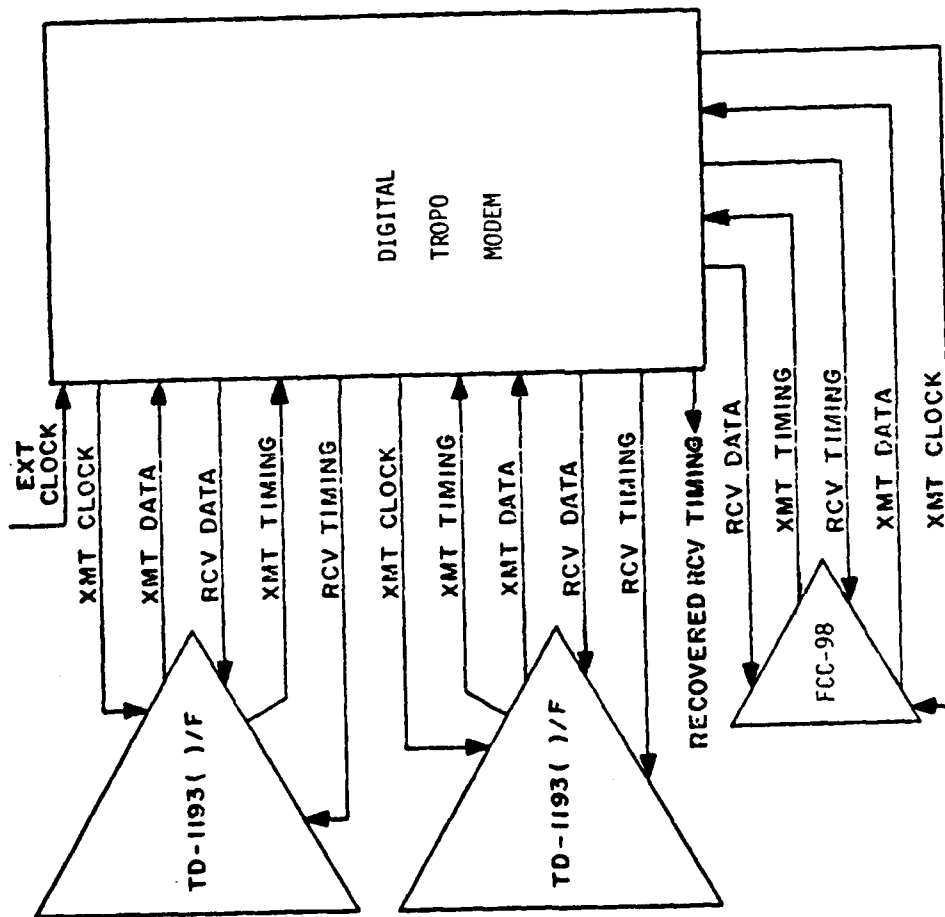 DIGITAL
TROPO
MODEM
EXT
CLOCK
XMT CLOCK
XMT DATA
RCV DATA
XMT TIMING
RCV TIMING
XMT CLOCK
XMT TIMING
XMT DATA
RCV DATA
RCV TIMING
RECOVERED RCV TIMING
RCV DATA
XMT TIMING
RCV TIMING
XMT DATA
XMT CLOCK
TD-1193( )/F
TD-1193( )/F
FCC-98